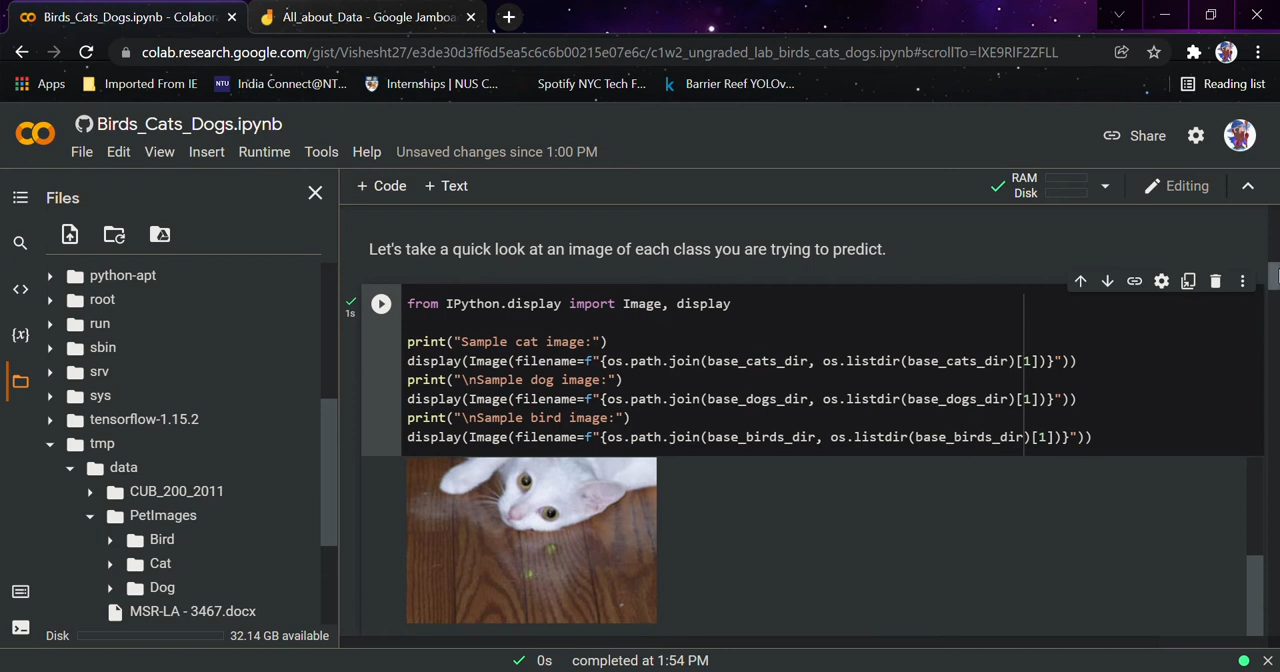 Birds_Cats_Dogs.ipynb - Colabora
All_about_Data - Google Jamboa
colab.research.google.com/gist/Vishesht27/e3de30d3ff6d5ea5c6c6b00215e07e6c/c1w2_ungraded_lab_birds_cats_dogs.ipynb#scrollTo=lXE9RlF2ZFLL
Apps
Imported From IE
NTU
India Connect@NT...
Internships | NUS C...
Spotify NYC Tech F...
k
Barrier Reef YOLOv...
Reading list
Birds_Cats_Dogs.ipynb
File Edit View Insert Runtime Tools Help Unsaved changes since 1:00 PM
Share
Files
+ Code + Text
RAM
Disk
Editing
python-apt
root
run
sbin
srv
sys
tensorflow-1.15.2
tmp
data
CUB_200_2011
PetImages
Bird
Cat
Dog
MSR-LA - 3467.docx
Disk
32.14 GB available
{x}
Let's take a quick look at an image of each class you are trying to predict.
1s
from IPython.display import Image, display
print("Sample cat image:")
display(Image(filename=f"{os.path.join(base_cats_dir, os.listdir(base_cats_dir)[1])}"))
print("\nSample dog image:")
display(Image(filename=f"{os.path.join(base_dogs_dir, os.listdir(base_dogs_dir)[1])}"))
print("\nSample bird image:")
display(Image(filename=f"{os.path.join(base_birds_dir, os.listdir(base_birds_dir)[1])}"))
0s completed at 1:54 PM